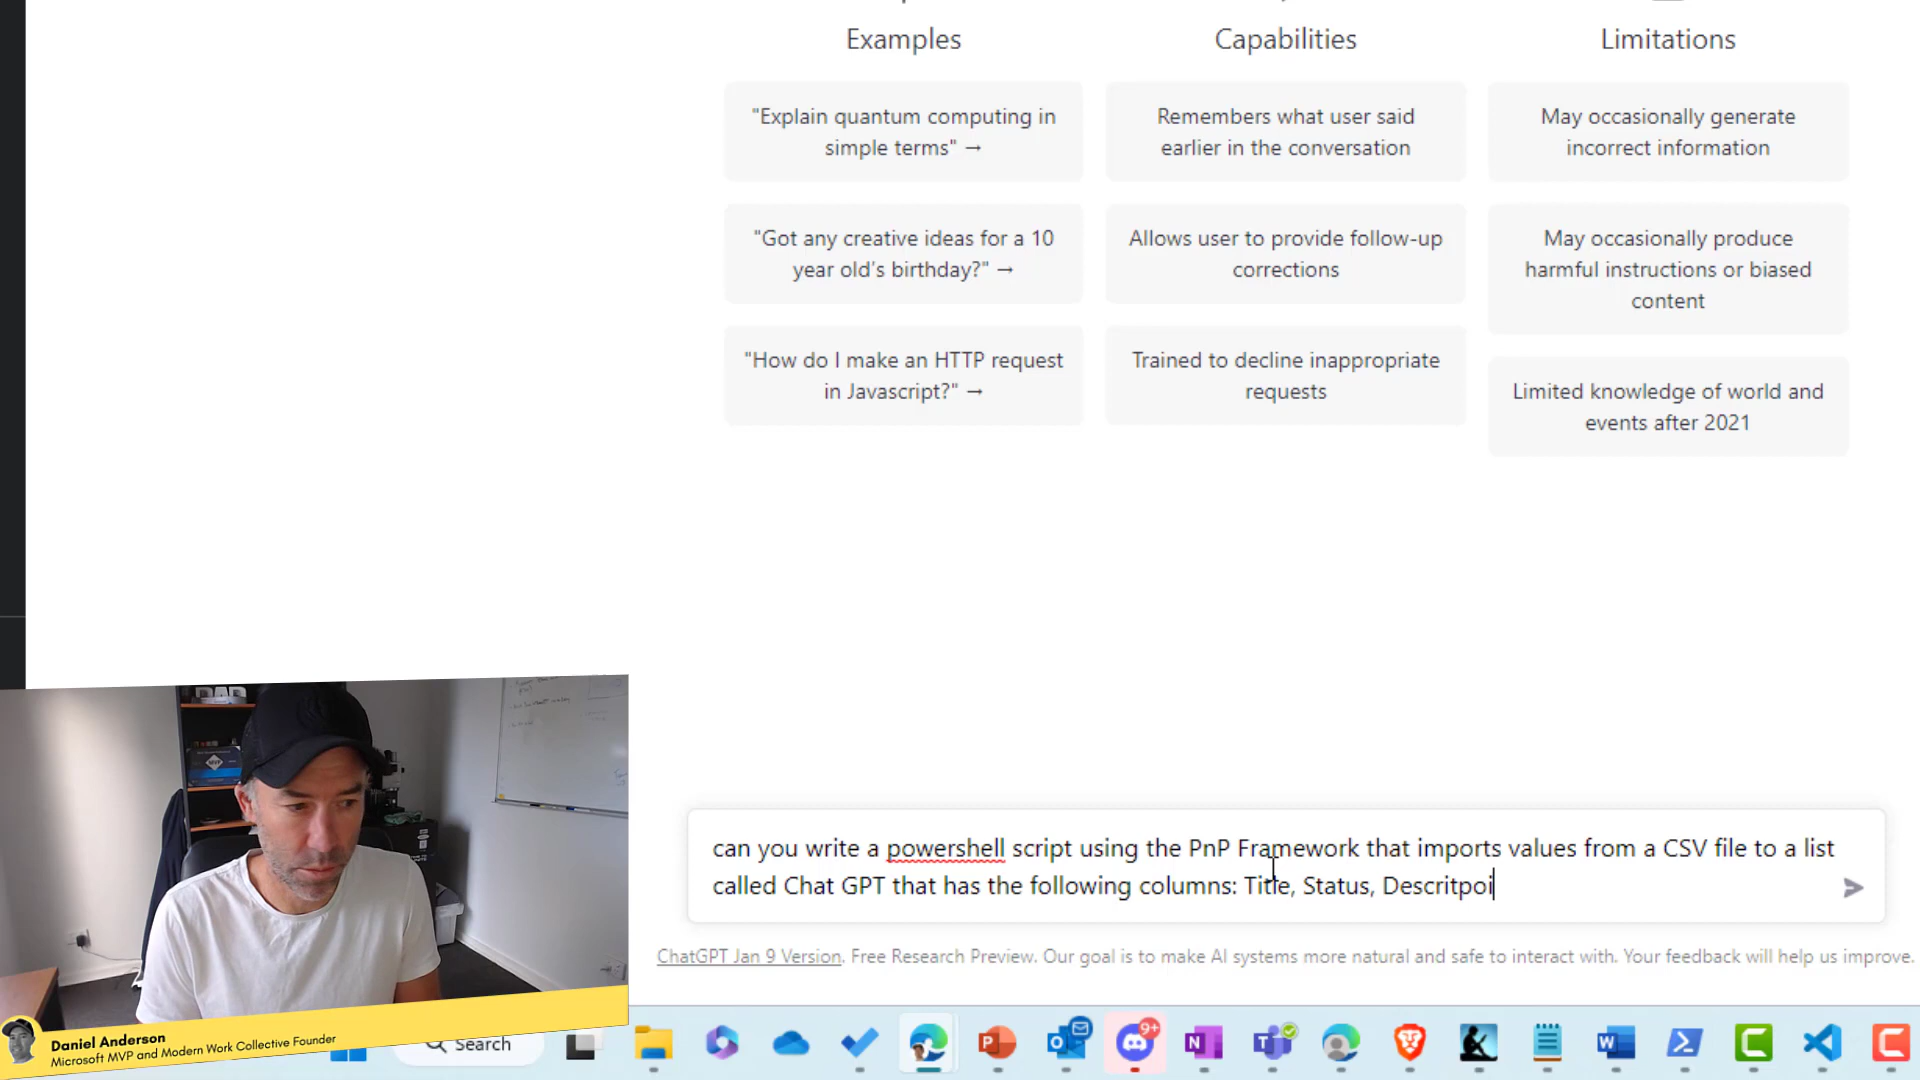 Examples
Capabilities
Limitations
"Explain quantum computing in
simple terms" →
Remembers what user said
earlier in the conversation
May occasionally generate
incorrect information
"Got any creative ideas for a 10
year old's birthday?" →
Allows user to provide follow-up
corrections
May occasionally produce
harmful instructions or biased
content
"How do I make an HTTP request
in Javascript?" →
Trained to decline inappropriate
requests
Limited knowledge of world and
events after 2021
can you write a powershell script using the PnP Framework that imports values from a CSV file to a list
called Chat GPT that has the following columns: Title, Status, Descritpoi
ChatGPT Jan 9 Version. Free Research Preview. Our goal is to make AI systems more natural and safe to interact with. Your feedback will help us improve.
Daniel Anderson
Microsoft MVP and Modern Work Collective Founder
Search
9+